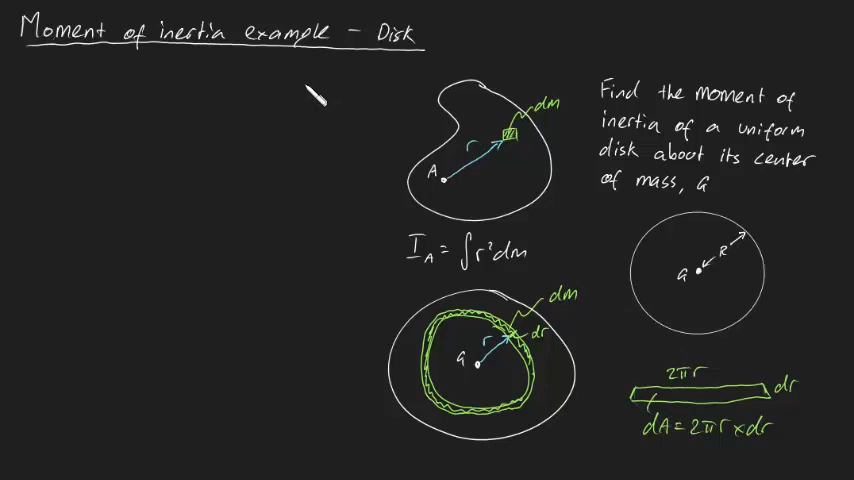 Moment of inertia example - Disk
dm
r
A
I_A = ∫r²dm
Find the moment of
inertia of a uniform
disk about its center
of mass, G
R
G
dm
dr
r
G
2πr
dr
dA = 2πr × dr